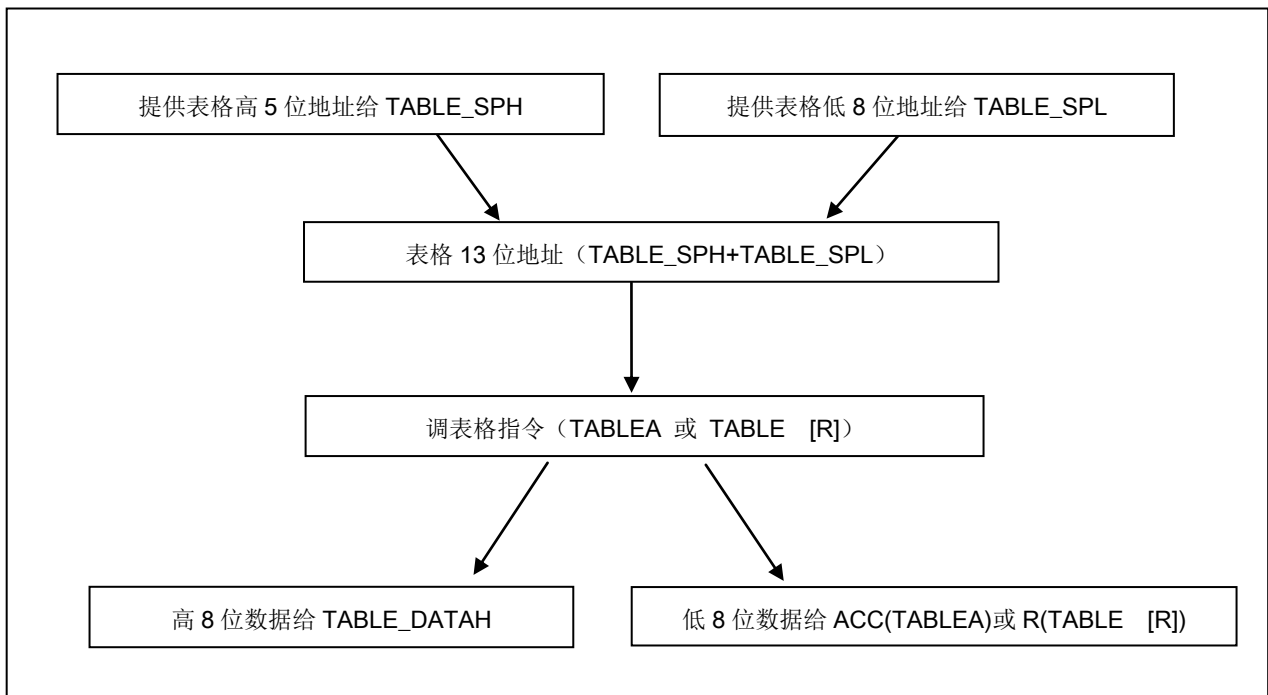 提供表格高 5 位地址给 TABLE_SPH
提供表格低 8 位地址给 TABLE_SPL
表格 13 位地址（TABLE_SPH+TABLE_SPL）
调表格指令（TABLEA 或 TABLE [R]）
高 8 位数据给 TABLE_DATAH
低 8 位数据给 ACC(TABLEA)或 R(TABLE [R])